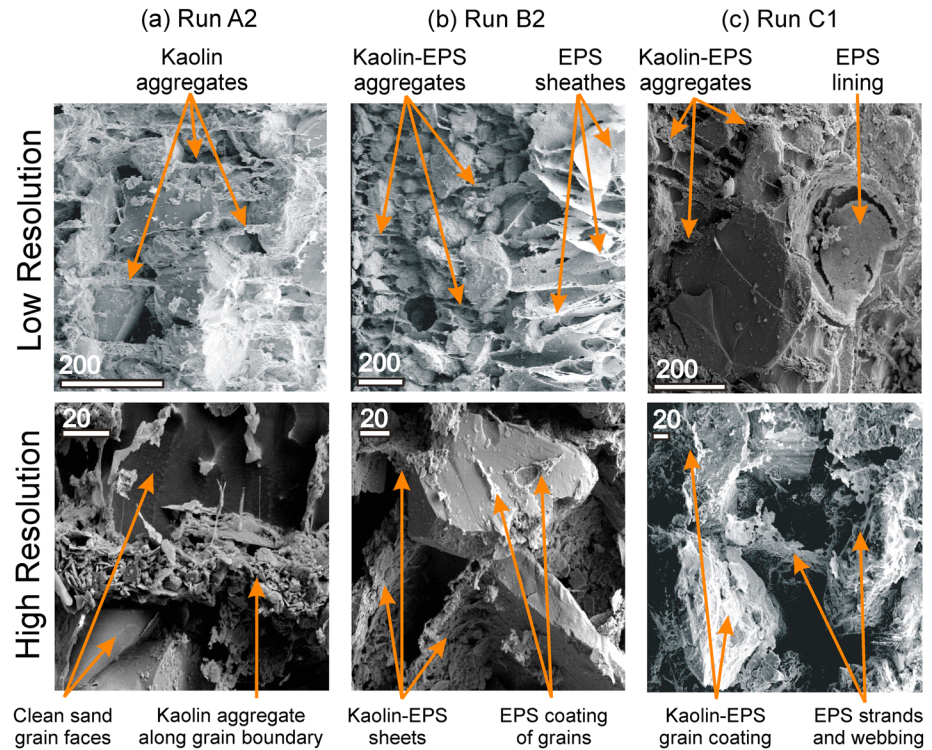 (a) Run A2
(b) Run B2
(c) Run C1
Kaolin
aggregates
Kaolin-EPS
aggregates
EPS
sheathes
Kaolin-EPS
aggregates
EPS
lining
Low Resolution
200
200
200
High Resolution
20
20
20
Clean sand
grain faces
Kaolin aggregate
along grain boundary
Kaolin-EPS
sheets
EPS coating
of grains
Kaolin-EPS
grain coating
EPS strands
and webbing